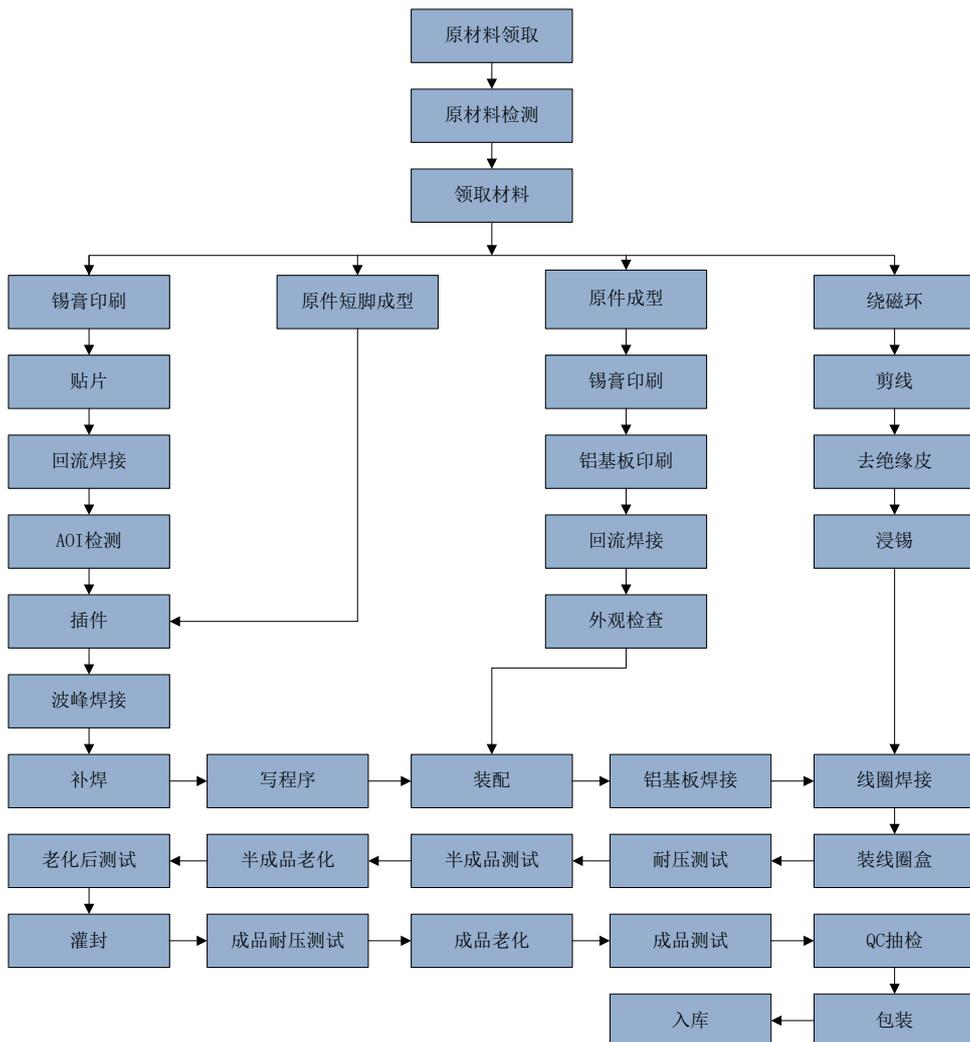 原材料领取
原材料检测
领取材料
锡膏印刷
原件短脚成型
原件成型
绕磁环
贴片
锡膏印刷
剪线
回流焊接
铝基板印刷
去绝缘皮
AOI检测
回流焊接
浸锡
插件
外观检查
波峰焊接
补焊
写程序
装配
铝基板焊接
线圈焊接
老化后测试
半成品老化
半成品测试
耐压测试
装线圈盒
灌封
成品耐压测试
成品老化
成品测试
QC抽检
入库
包装